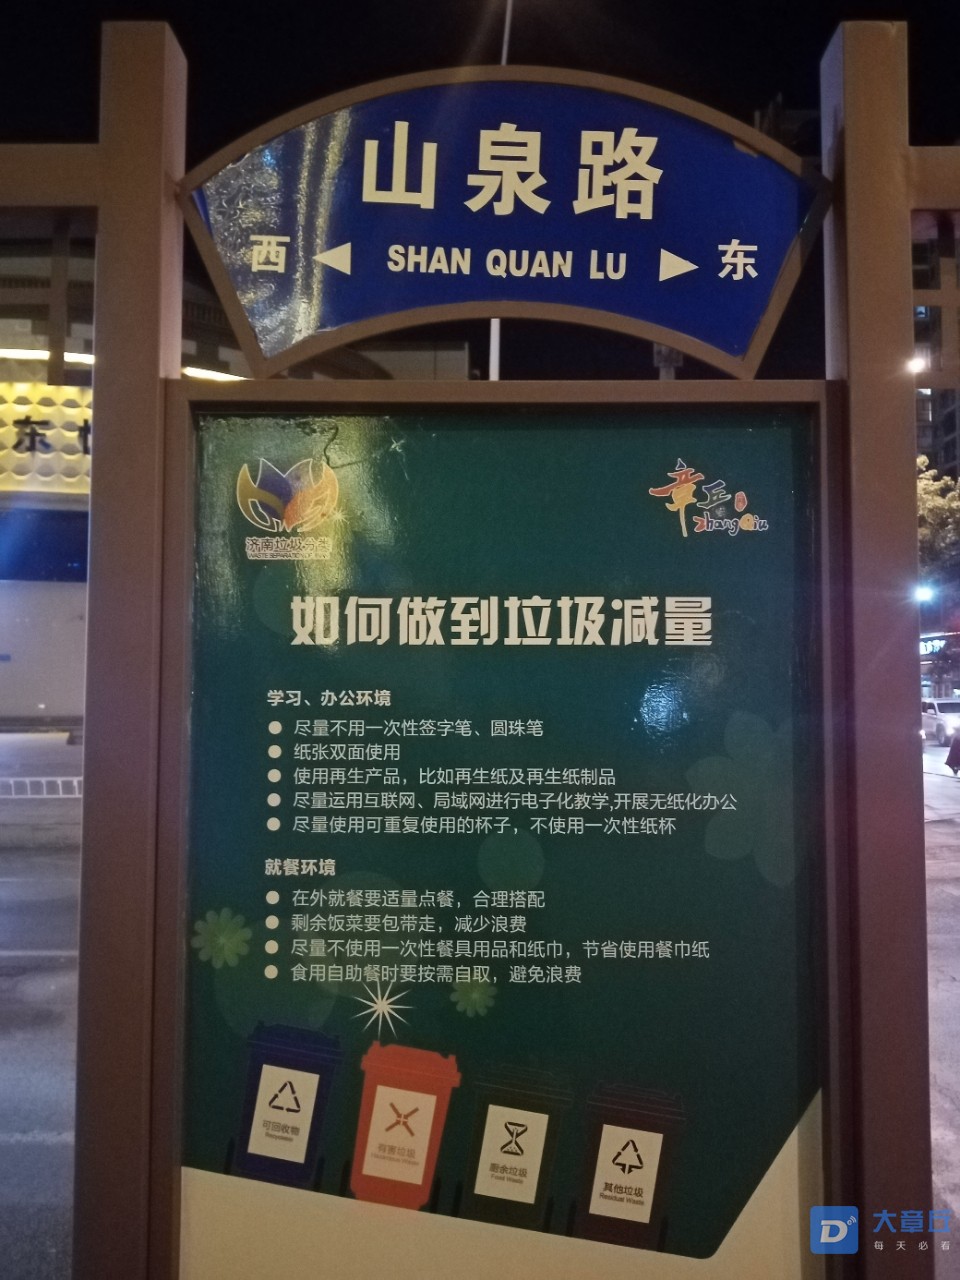 山泉路
西 SHAN QUAN LU 东
东
济南垃圾分类
章丘
ZhangQiu
如何做到垃圾减量
学习、办公环境
● 尽量不用一次性签字笔、圆珠笔
● 纸张双面使用
● 使用再生产品，比如再生纸及再生纸制品
● 尽量运用互联网、局域网进行电子化教学,开展无纸化办公
● 尽量使用可重复使用的杯子，不使用一次性纸杯
就餐环境
● 在外就餐要适量点餐，合理搭配
● 剩余饭菜要包带走，减少浪费
● 尽量不使用一次性餐具用品和纸巾，节省使用餐巾纸
● 食用自助餐时要按需自取，避免浪费
可回收物
Recyclable
有害垃圾
Hazardous Waste
厨余垃圾
Food Waste
其他垃圾
Residual Waste
大章丘
每天必看